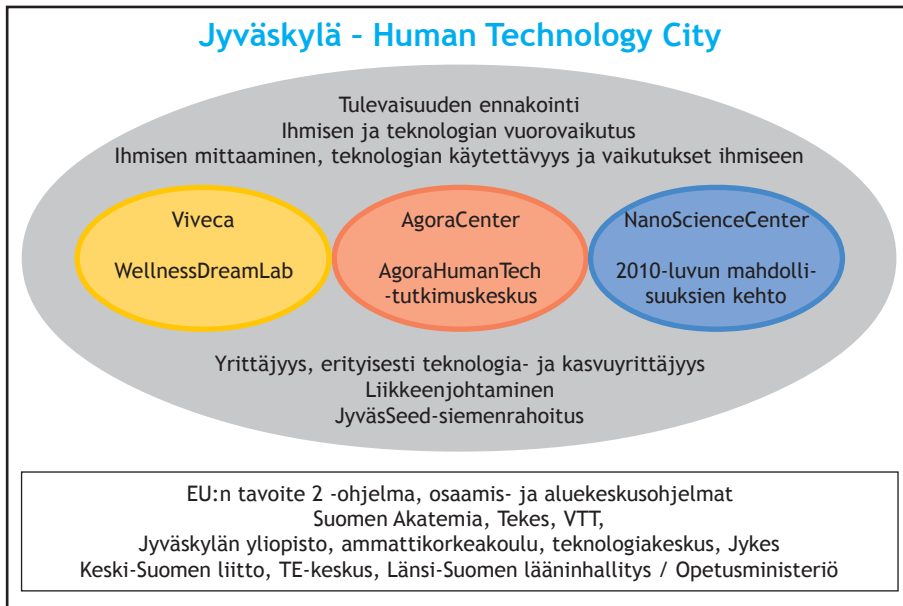 Jyväskylä – Human Technology City
Tulevaisuuden ennakointi
Ihmisen ja teknologian vuorovaikutus
Ihmisen mittaaminen, teknologian käytettävyys ja vaikutukset ihmiseen
Viveca
WellnessDreamLab
AgoraCenter
AgoraHumanTech
-tutkimuskeskus
NanoScienceCenter
2010-luvun mahdolli-
suuksien kehto
Yrittäjyys, erityisesti teknologia- ja kasvuyrittäjyys
Liikkeenjohtaminen
JyväsSeed-siemenrahoitus
EU:n tavoite 2 -ohjelma, osaamis- ja aluekeskusohjelmat
Suomen Akatemia, Tekes, VTT,
Jyväskylän yliopisto, ammattikorkeakoulu, teknologiakeskus, Jykes
Keski-Suomen liitto, TE-keskus, Länsi-Suomen lääninhallitys / Opetusministeriö